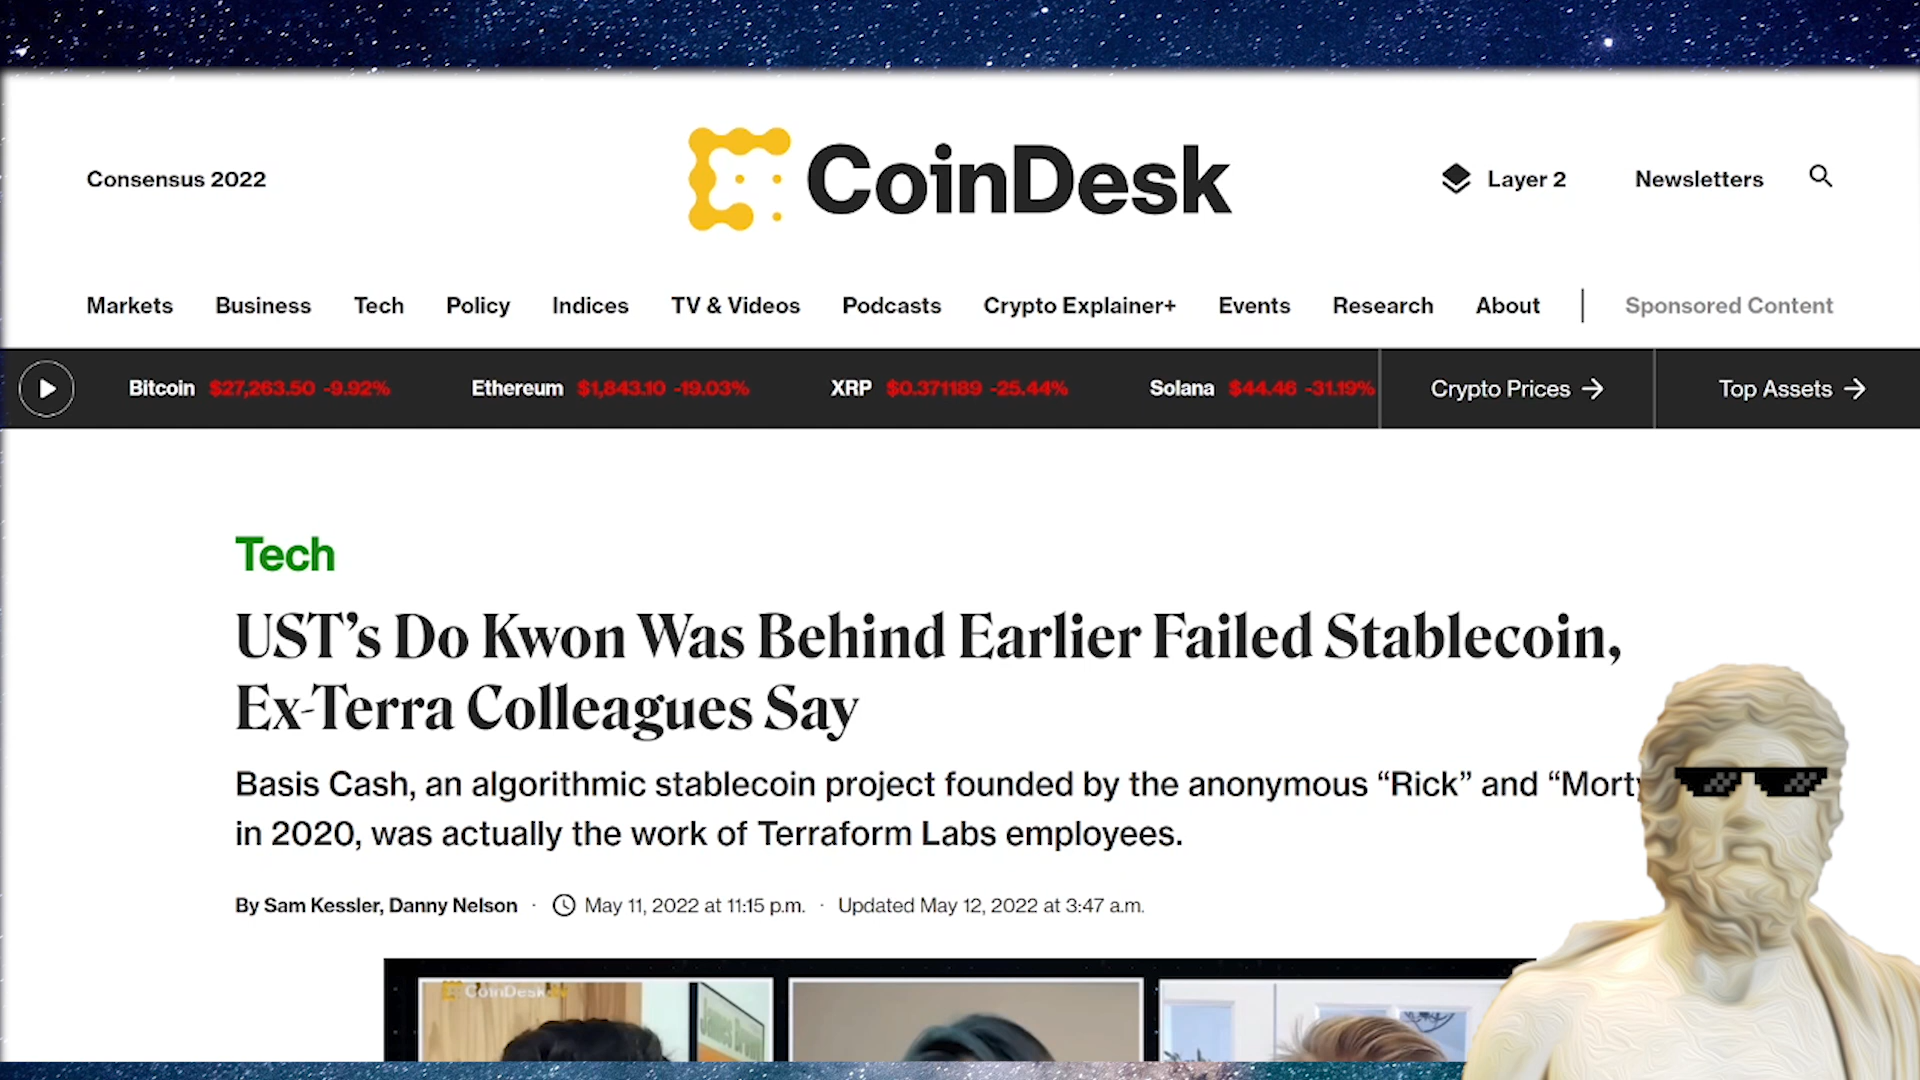 Consensus 2022
CoinDesk
Layer 2
Newsletters
Markets Business Tech Policy Indices TV & Videos Podcasts Crypto Explainer+ Events Research About Sponsored Content
Bitcoin $27,263.50 -9.92% Ethereum $1,843.10 -19.03% XRP $0.371189 -25.44% Solana $44.46 -31.19% Crypto Prices → Top Assets →
Tech
UST’s Do Kwon Was Behind Earlier Failed Stablecoin,
Ex-Terra Colleagues Say
Basis Cash, an algorithmic stablecoin project founded by the anonymous “Rick” and “Morty
in 2020, was actually the work of Terraform Labs employees.
By Sam Kessler, Danny Nelson · May 11, 2022 at 11:15 p.m. · Updated May 12, 2022 at 3:47 a.m.
CoinDesk